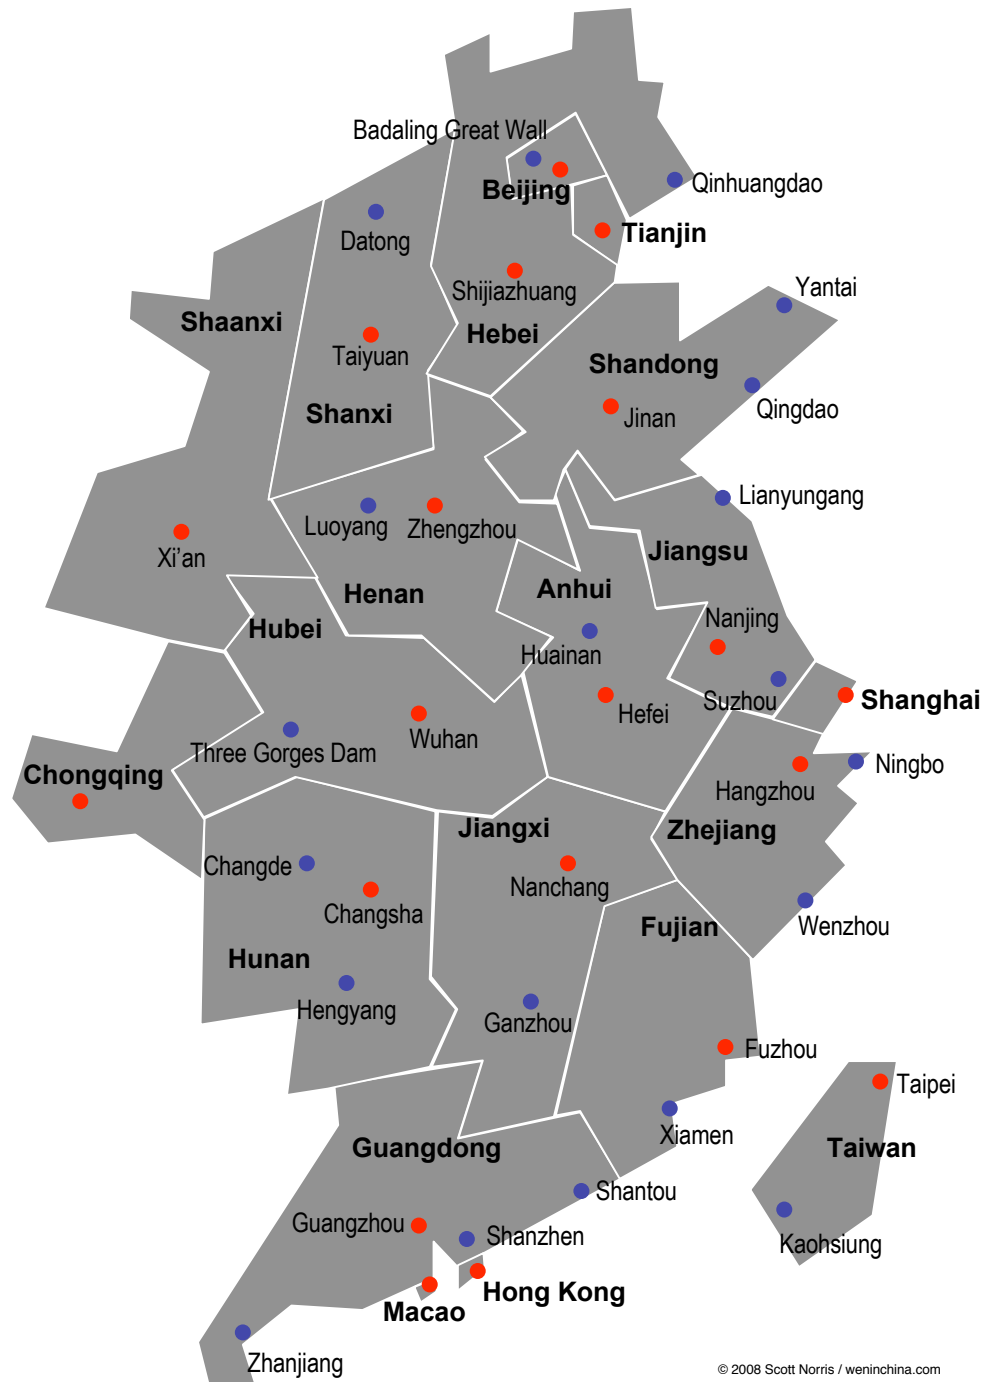 Badaling Great Wall
Beijing
Qinhuangdao
Datong
Tianjin
Shijiazhuang
Yantai
Shaanxi
Hebei
Taiyuan
Shandong
Shanxi
Jinan
Qingdao
Lianyungang
Luoyang
Zhengzhou
Xi’an
Jiangsu
Henan
Anhui
Hubei
Nanjing
Huainan
Suzhou
Shanghai
Hefei
Wuhan
Three Gorges Dam
Chongqing
Ningbo
Hangzhou
Jiangxi
Zhejiang
Changde
Nanchang
Changsha
Fujian
Wenzhou
Hunan
Hengyang
Ganzhou
Fuzhou
Taipei
Xiamen
Guangdong
Taiwan
Shantou
Guangzhou
Shanzhen
Kaohsiung
Hong Kong
Macao
Zhanjiang
© 2008 Scott Norris / weninchina.com